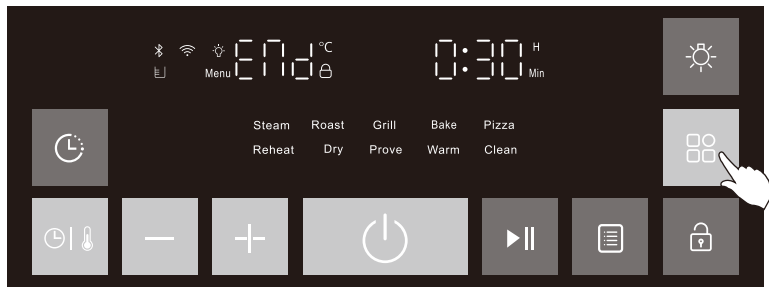 ENd °C 0:30 H
Menu Min
Steam Roast Grill Bake Pizza
Reheat Dry Prove Warm Clean